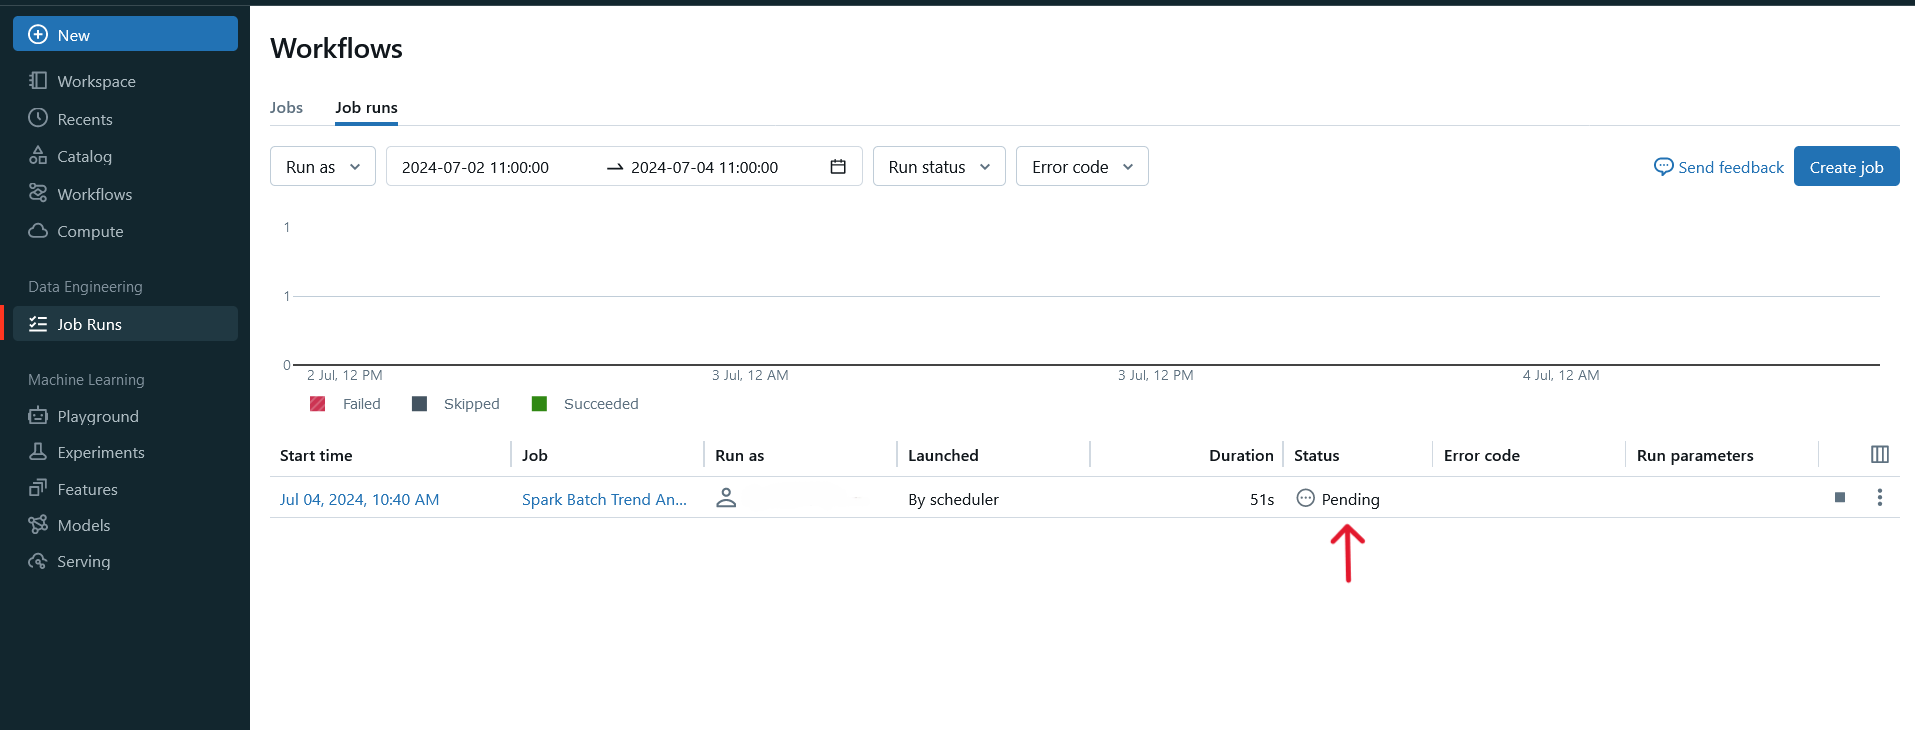 New
Workspace
Recents
Catalog
Workflows
Compute
Data Engineering
Job Runs
Machine Learning
Playground
Experiments
Features
Models
Serving
Workflows
Jobs Job runs
Run as 2024-07-02 11:00:00 2024-07-04 11:00:00 Run status Error code Send feedback Create job
1
1
0
2 Jul, 12 PM 3 Jul, 12 AM 3 Jul, 12 PM 4 Jul, 12 AM
Failed Skipped Succeeded
Start time Job Run as Launched Duration Status Error code Run parameters
Jul 04, 2024, 10:40 AM Spark Batch Trend An... By scheduler 51s Pending